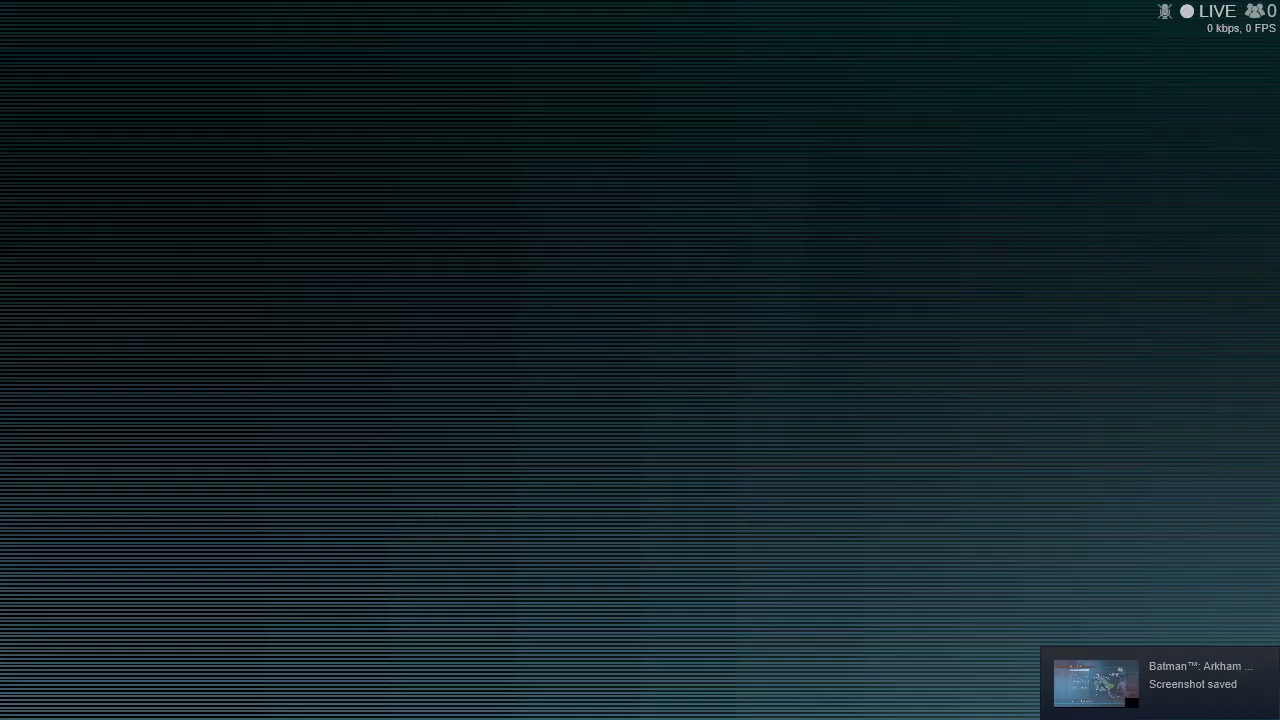 LIVE 0
0 kbps, 0 FPS
Batman™: Arkham ...
Screenshot saved